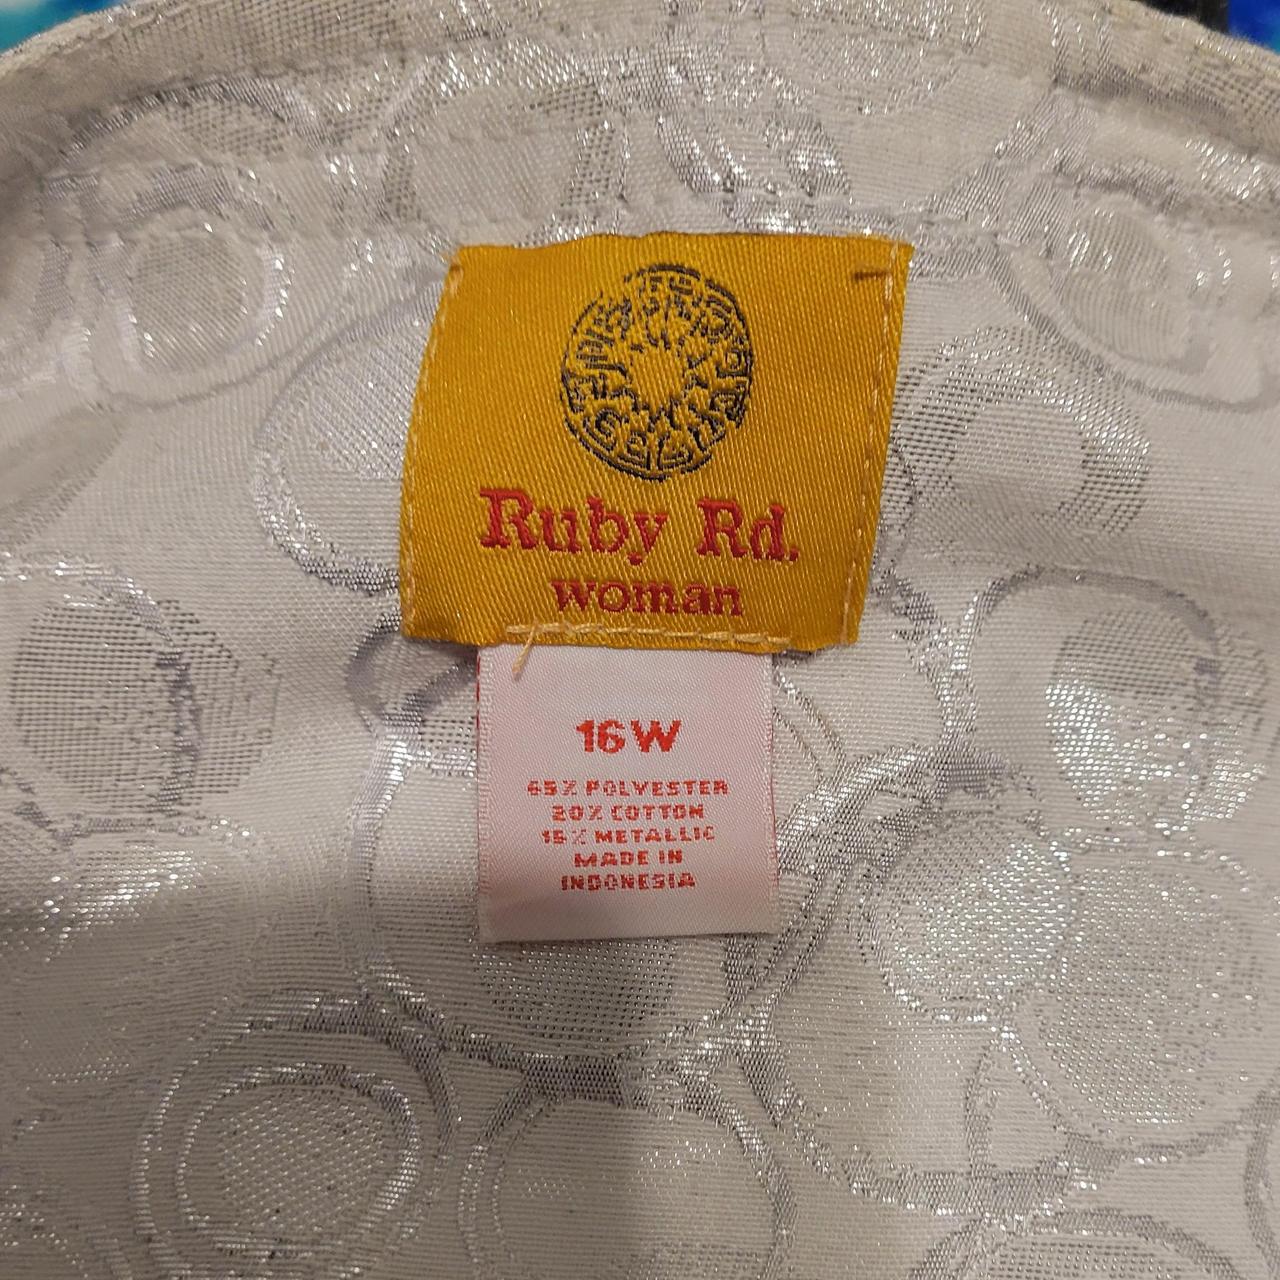 Ruby Rd.
woman
16W
65% POLYESTER
20% COTTON
15% METALLIC
MADE IN
INDONESIA